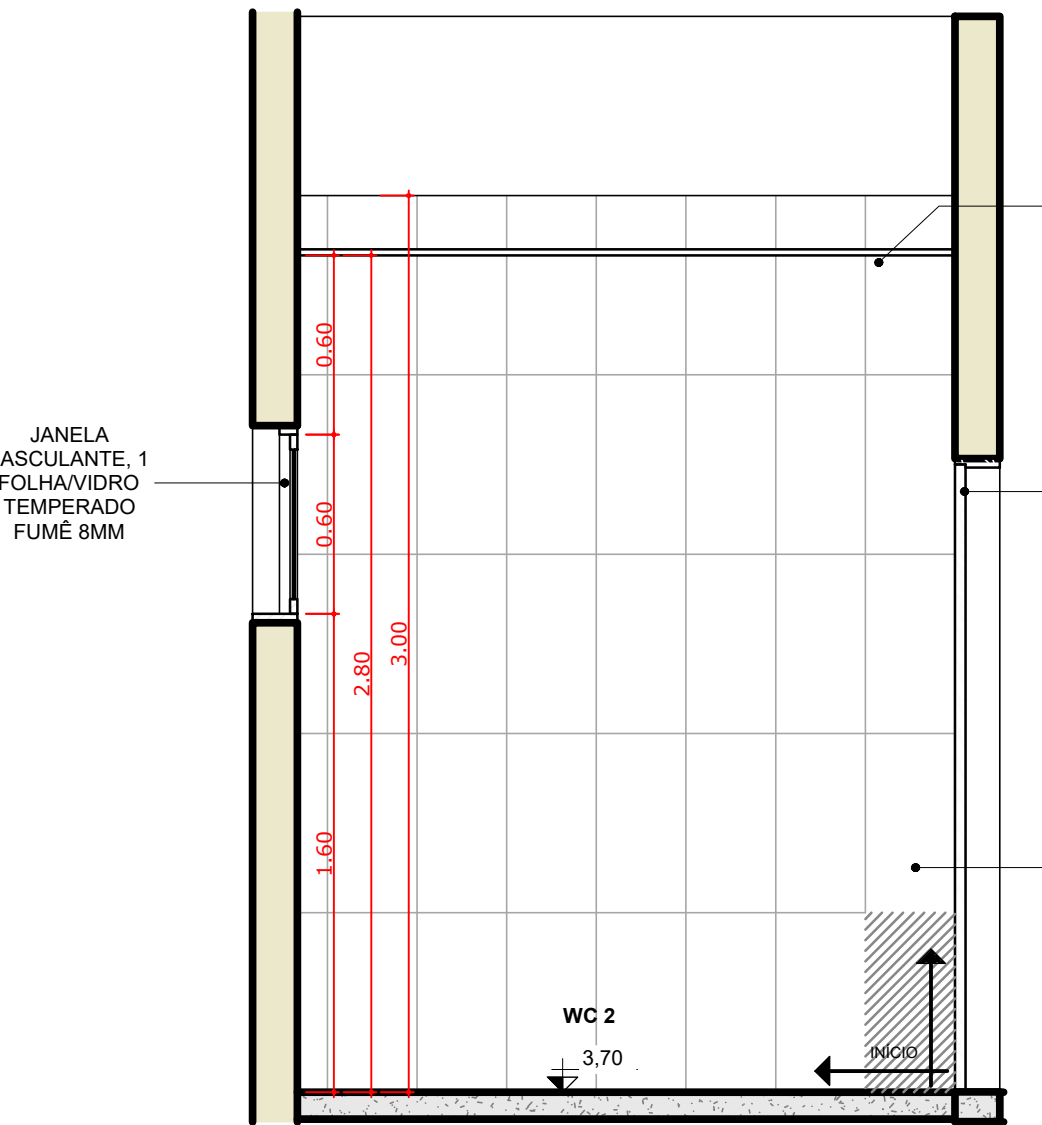 0.60
JANELA
ASCULANTE, 1
FOLHA/VIDRO
TEMPERADO
FUMÊ 8MM
0.60
3.00
2.80
1.60
WC 2
3,70
INÍCIO